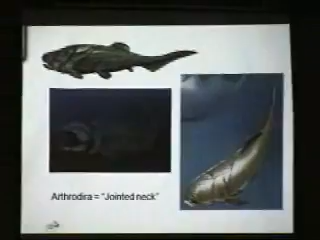 Arthrodira = "Jointed neck"